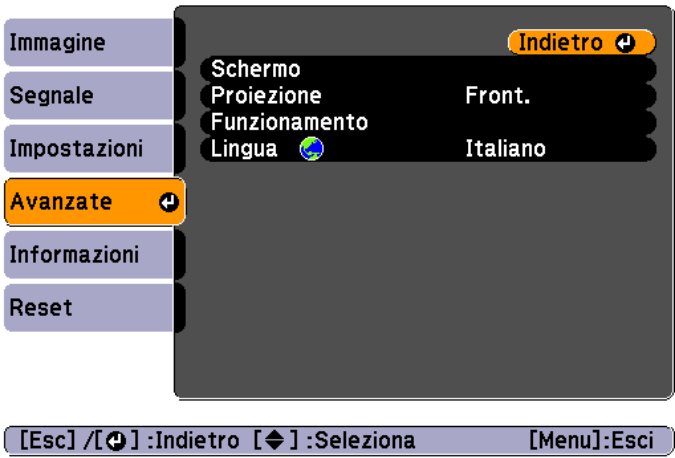 Immagine
Segnale
Impostazioni
Avanzate
Informazioni
Reset
Indietro
Schermo
Proiezione Front.
Funzionamento
Lingua Italiano
[Esc] /[ ] :Indietro [ ] :Seleziona [Menu]:Esci